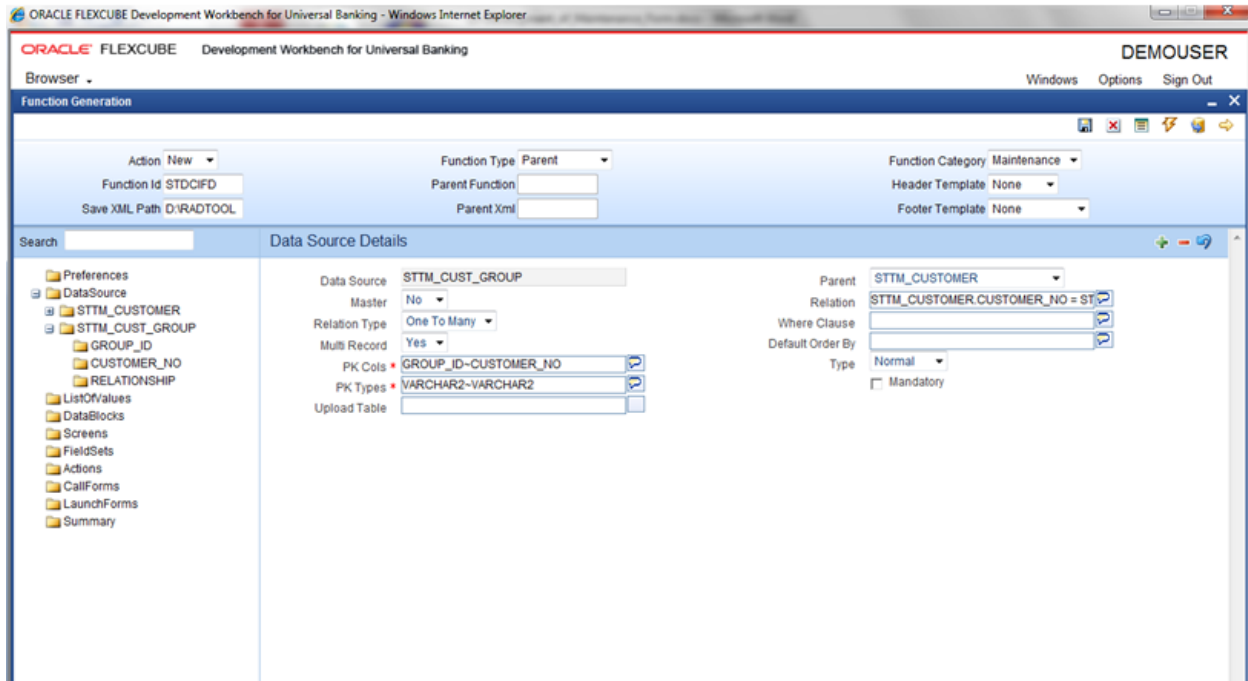 ORACLE FLEXCUBE Development Workbench for Universal Banking - Windows Internet Explorer
ORACLE FLEXCUBE Development Workbench for Universal Banking
DEMOUSER
Browser
Windows Options Sign Out
Function Generation
Action New Function Type Parent Function Category Maintenance
Function Id STDCIFD Parent Function Header Template None
Save XML Path D:\RADTOOL Parent Xml Footer Template None
Search
Data Source Details
Preferences
DataSource
STTM_CUSTOMER
STTM_CUST_GROUP
GROUP_ID
CUSTOMER_NO
RELATIONSHIP
ListOfValues
DataBlocks
Screens
FieldSets
Actions
CallForms
LaunchForms
Summary
Data Source STTM_CUST_GROUP
Master No
Relation Type One To Many
Multi Record Yes
PK Cols * GROUP_ID~CUSTOMER_NO
PK Types * VARCHAR2~VARCHAR2
Upload Table
Parent STTM_CUSTOMER
Relation STTM_CUSTOMER.CUSTOMER_NO = ST
Where Clause
Default Order By
Type Normal
Mandatory